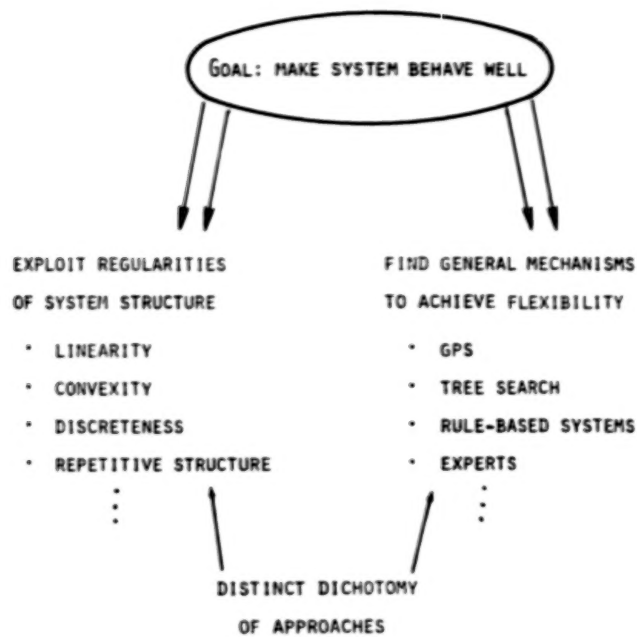 GOAL: MAKE SYSTEM BEHAVE WELL
EXPLOIT REGULARITIES
OF SYSTEM STRUCTURE
· LINEARITY
· CONVEXITY
· DISCRETENESS
· REPETITIVE STRUCTURE
FIND GENERAL MECHANISMS
TO ACHIEVE FLEXIBILITY
· GPS
· TREE SEARCH
· RULE-BASED SYSTEMS
· EXPERTS
DISTINCT DICHOTOMY
OF APPROACHES